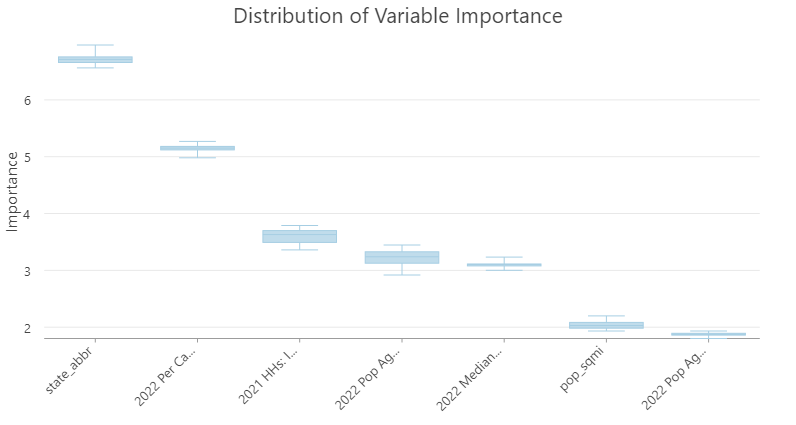 Distribution of Variable Importance
Importance
6
5
4
3
2
state_abbr
2022 Per Ca...
2021 HHs: I...
2022 Pop Ag...
2022 Median...
pop_sqmi
2022 Pop Ag...